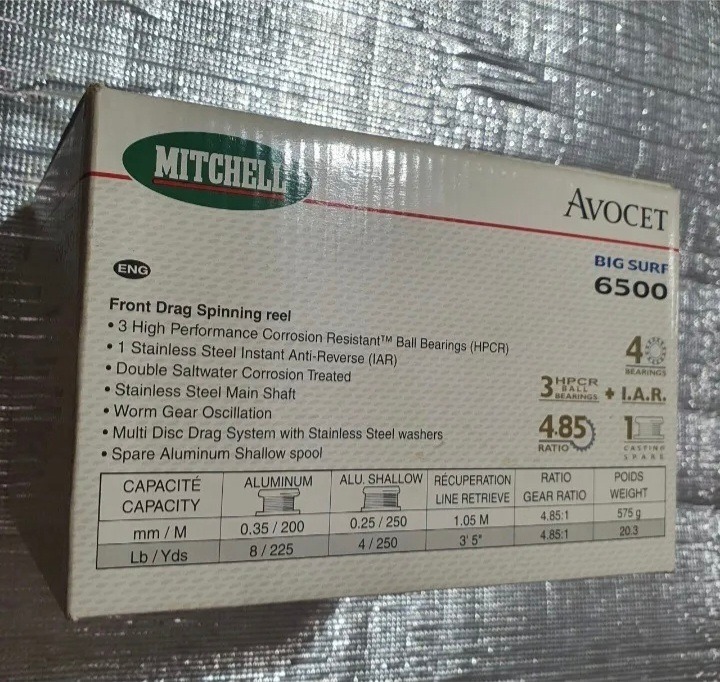 MITCHELL
AVOCET
BIG SURF
6500
ENG
Front Drag Spinning reel
• 3 High Performance Corrosion Resistant™ Ball Bearings (HPCR)
• 1 Stainless Steel Instant Anti-Reverse (IAR)
• Double Saltwater Corrosion Treated
• Stainless Steel Main Shaft
• Worm Gear Oscillation
• Multi Disc Drag System with Stainless Steel washers
• Spare Aluminum Shallow spool
4
BEARINGS
3 HPCR BALL BEARINGS + I.A.R.
4.85
RATIO
1
CASTING
SPARE
CAPACITÉ CAPACITY ALUMINUM ALU. SHALLOW RÉCUPERATION LINE RETRIEVE RATIO GEAR RATIO POIDS WEIGHT
mm / M 0.35 / 200 0.25 / 250 1.05 M 4.85:1 575 g
Lb / Yds 8 / 225 4 / 250 3' 5" 4.85:1 20.3